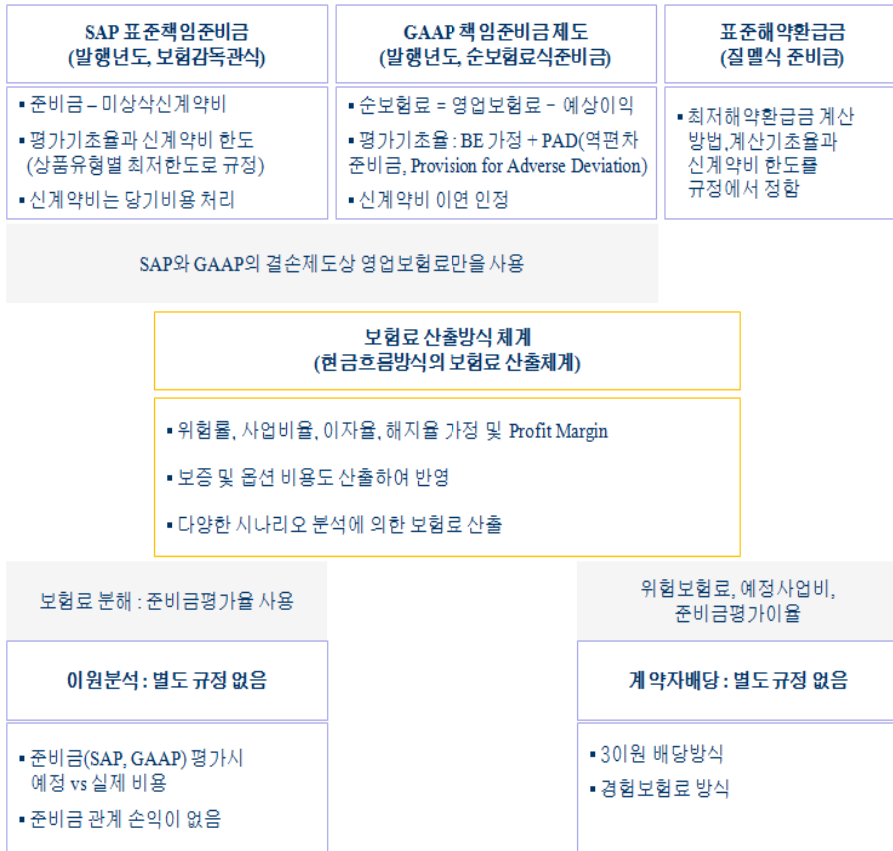 SAP 표준책임준비금
(발행년도, 보험감독관식)
▪ 준비금 – 미상삭신계약비
▪ 평가기초율과 신계약비 한도
(상품유형별 최저한도로 규정)
▪ 신계약비는 당기비용 처리
GAAP 책임준비금 제도
(발행년도, 순보험료식준비금)
▪ 순보험료 = 영업보험료 - 예상이익
▪ 평가기초율 : BE 가정 + PAD(역편차
준비금, Provision for Adverse Deviation)
▪ 신계약비 이연 인정
표준해약환급금
(질멜식 준비금)
▪ 최저해약환급금 계산
방법,계산기초율과
신계약비 한도를
규정에서 정함
SAP와 GAAP의 결손제도상 영업보험료만을 사용
보험료 산출방식 체계
(현금흐름방식의 보험료 산출체계)
▪ 위험률, 사업비율, 이자율, 해지율 가정 및 Profit Margin
▪ 보증 및 옵션 비용도 산출하여 반영
▪ 다양한 시나리오 분석에 의한 보험료 산출
보험료 분해 : 준비금평가율 사용
위험보험료, 예정사업비,
준비금평가이율
이원분석 : 별도 규정 없음
▪ 준비금(SAP, GAAP) 평가시
예정 vs 실제 비용
▪ 준비금 관계 손익이 없음
계약자배당 : 별도 규정 없음
▪ 3이원 배당방식
▪ 경험보험료 방식